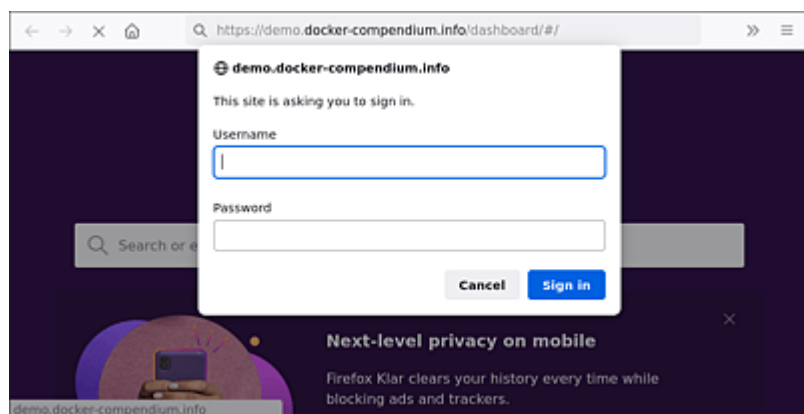 https://demo.docker-compendium.info/dashboard/#/
demo.docker-compendium.info
This site is asking you to sign in.
Username
Password
Search or e
Cancel
Sign in
Next-level privacy on mobile
Firefox Klar clears your history every time while
blocking ads and trackers.
demo.docker-compendium.info